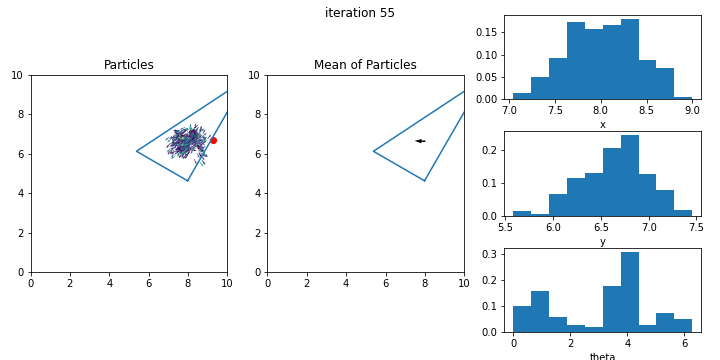 iteration 55
Particles
10
8
6
4
2
0
0 2 4 6 8 10
Mean of Particles
10
8
6
4
2
0
0 2 4 6 8 10
0.15
0.10
0.05
0.00
7.0 7.5 8.0 8.5 9.0
x
0.2
0.1
0.0
5.5 6.0 6.5 7.0 7.5
y
0.3
0.2
0.1
0.0
0 2 4 6
theta